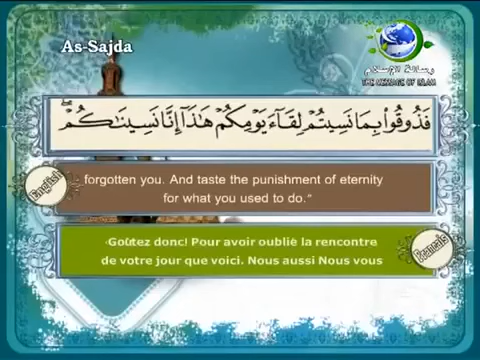 As-Sajda
رسالة الإسلام
THE MESSAGE OF ISLAM
فَذُوقُوا۟ بِمَا نَسِيتُمْ لِقَآءَ يَوْمِكُمْ هَـٰذَآ إِنَّا نَسِينَـٰكُمْ ۖ
English
forgotten you. And taste the punishment of eternity
for what you used to do."
Français
‹Goûtez donc! Pour avoir oublié la rencontre
de votre jour que voici. Nous aussi Nous vous